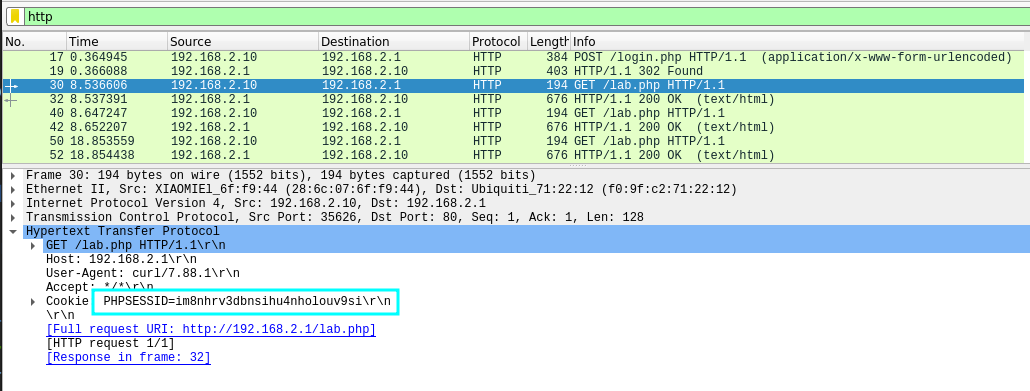 http
No. Time Source Destination Protocol Length Info
17 0.364945 192.168.2.10 192.168.2.1 HTTP 384 POST /login.php HTTP/1.1  (application/x-www-form-urlencoded)
19 0.366088 192.168.2.1 192.168.2.10 HTTP 403 HTTP/1.1 302 Found
30 8.536606 192.168.2.10 192.168.2.1 HTTP 194 GET /lab.php HTTP/1.1
32 8.537391 192.168.2.1 192.168.2.10 HTTP 676 HTTP/1.1 200 OK  (text/html)
40 8.647247 192.168.2.10 192.168.2.1 HTTP 194 GET /lab.php HTTP/1.1
42 8.652207 192.168.2.1 192.168.2.10 HTTP 676 HTTP/1.1 200 OK  (text/html)
50 18.853559 192.168.2.10 192.168.2.1 HTTP 194 GET /lab.php HTTP/1.1
52 18.854438 192.168.2.1 192.168.2.10 HTTP 676 HTTP/1.1 200 OK  (text/html)
Frame 30: 194 bytes on wire (1552 bits), 194 bytes captured (1552 bits)
Ethernet II, Src: XIAOMIEl_6f:f9:44 (28:6c:07:6f:f9:44), Dst: Ubiquiti_71:22:12 (f0:9f:c2:71:22:12)
Internet Protocol Version 4, Src: 192.168.2.10, Dst: 192.168.2.1
Transmission Control Protocol, Src Port: 35626, Dst Port: 80, Seq: 1, Ack: 1, Len: 128
Hypertext Transfer Protocol
GET /lab.php HTTP/1.1\r\n
Host: 192.168.2.1\r\n
User-Agent: curl/7.88.1\r\n
Accept: */*\r\n
Cookie PHPSESSID=im8nhrv3dbnsihu4nholouv9si\r\n
\r\n
[Full request URI: http://192.168.2.1/lab.php]
[HTTP request 1/1]
[Response in frame: 32]